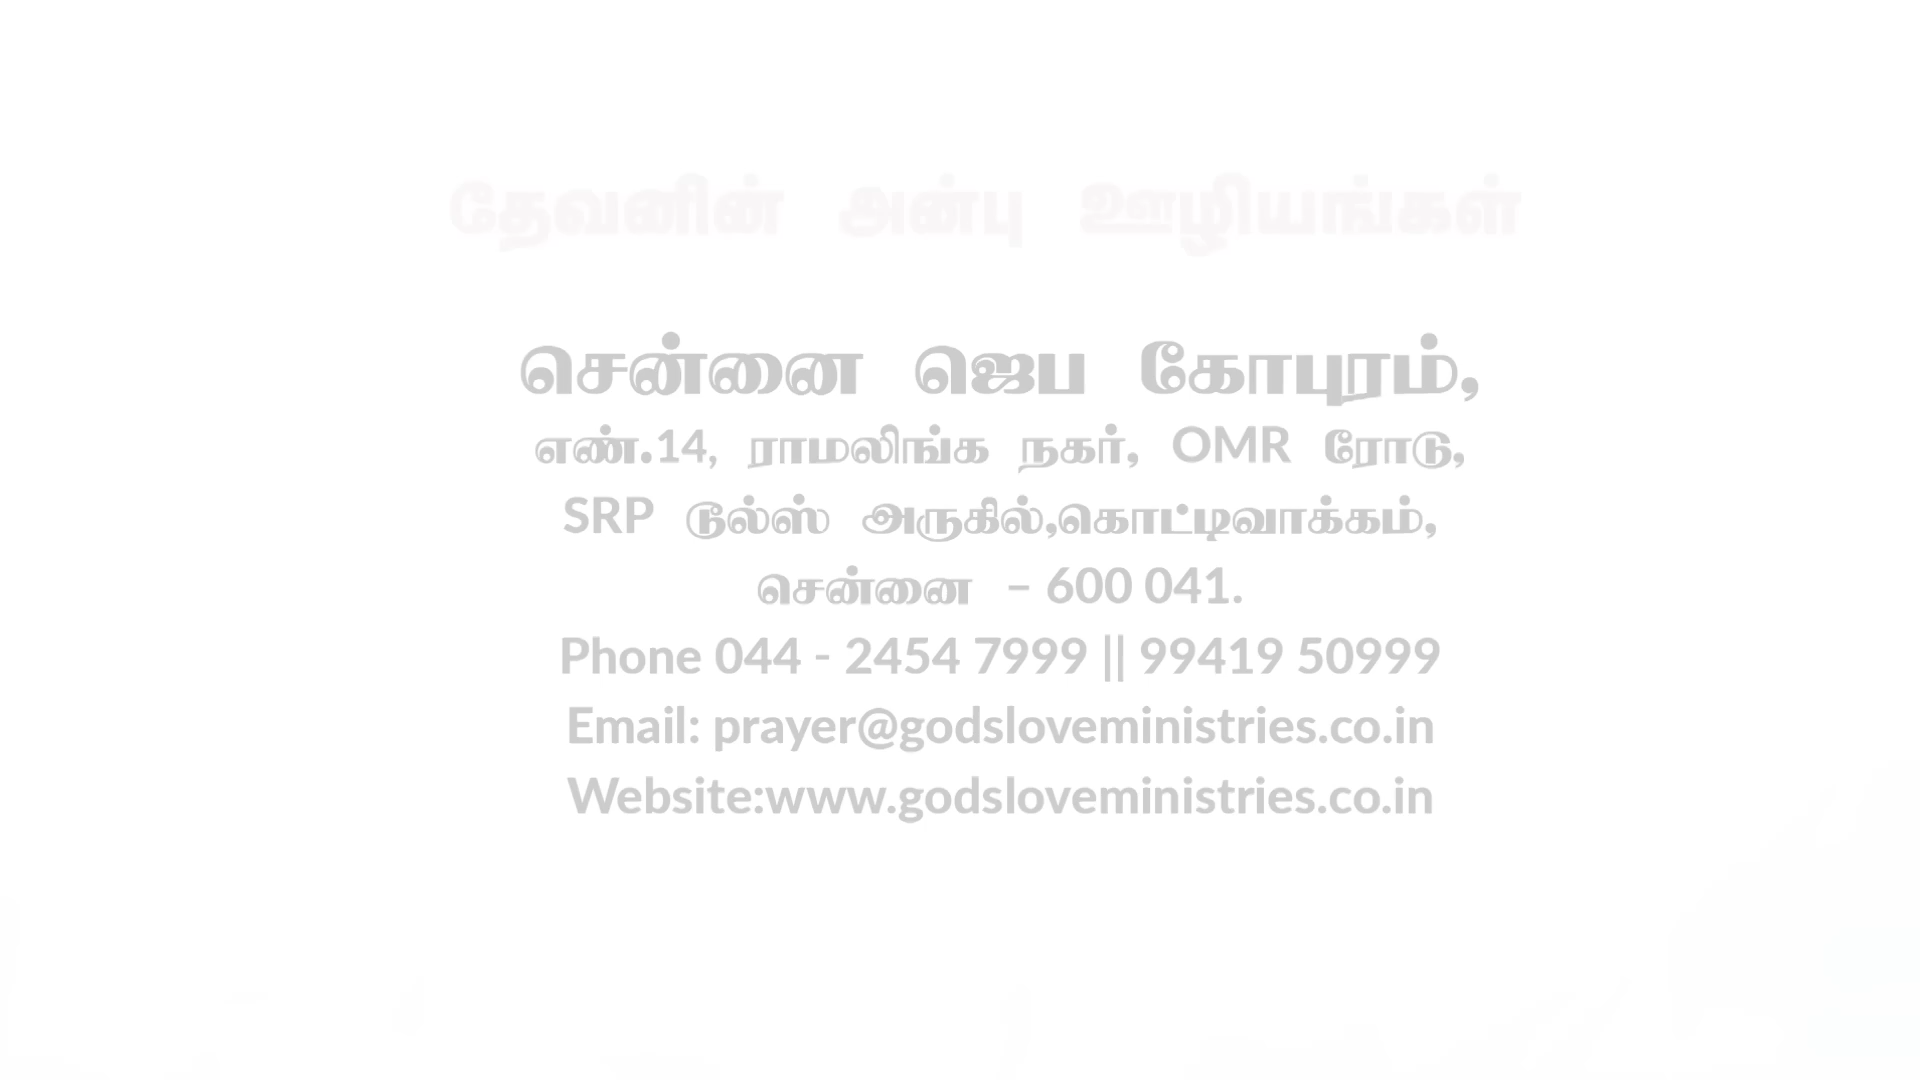 தேவனின் அன்பு ஊழியங்கள்
சென்னை ஜெப கோபுரம்,
எண்.14, ராமலிங்க நகர், OMR ரோடு,
SRP டூல்ஸ் அருகில்,கொட்டிவாக்கம்,
சென்னை – 600 041.
Phone 044 - 2454 7999 || 99419 50999
Email: prayer@godsloveministries.co.in
Website:www.godsloveministries.co.in